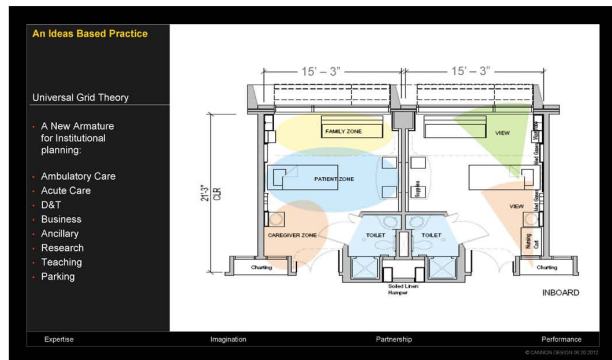 An Ideas Based Practice
Universal Grid Theory
- A New Armature
for Institutional
planning:
- Ambulatory Care
- Acute Care
- D&T
- Business
- Ancillary
- Research
- Teaching
- Parking
15' – 3"
15' – 3"
21'-3"
CLR
FAMILY ZONE
VIEW
PATIENT ZONE
Supplies
VIEW
CAREGIVER ZONE
TOILET
TOILET
Nursing
Cart
Charting
Charting
Soiled Linen
Hamper
INBOARD
Expertise
Imagination
Partnership
Performance
© CANNON DESIGN 06.20.2012